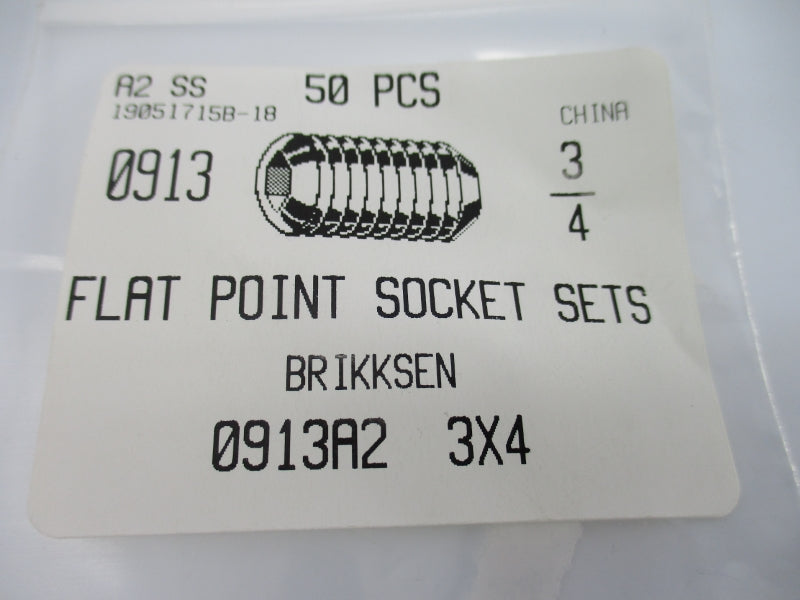 A2 SS 50 PCS
19051715B-18
CHINA
0913
3
4
FLAT POINT SOCKET SETS
BRIKKSEN
0913A2 3X4